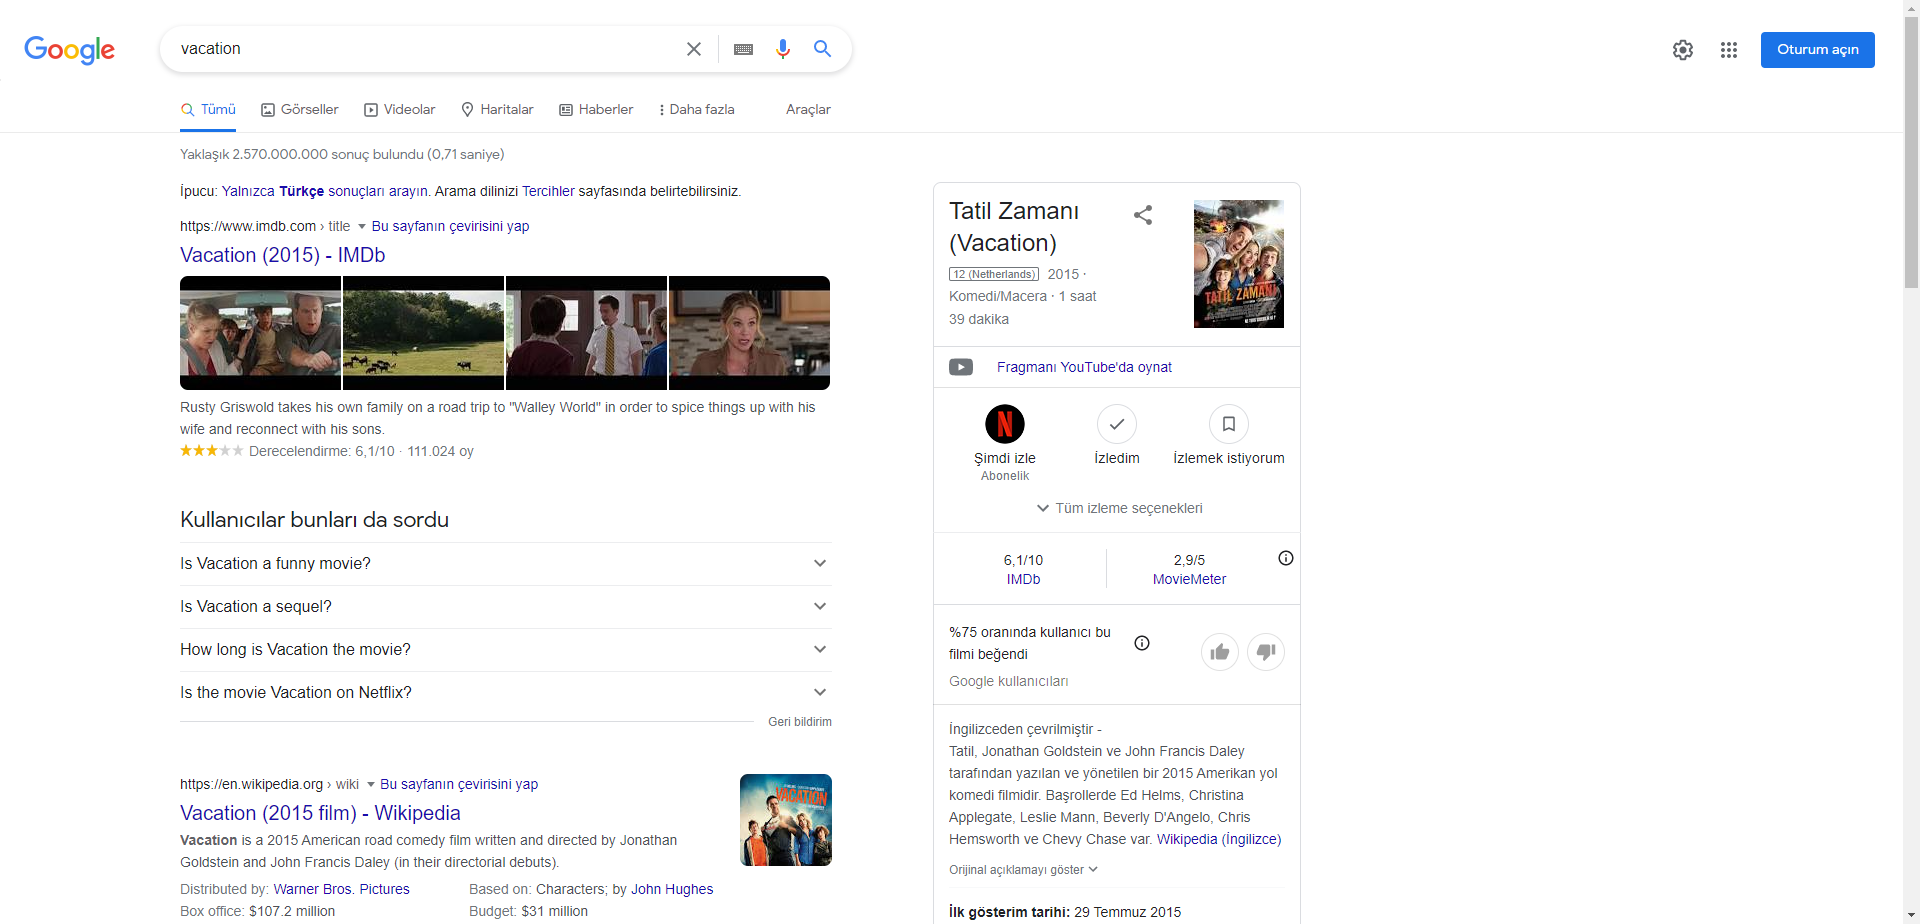 Google
vacation
Oturum açın
Tümü
Görseller
Videolar
Haritalar
Haberler
Daha fazla
Araçlar
Yaklaşık 2.570.000.000 sonuç bulundu (0,71 saniye)
İpucu: Yalnızca Türkçe sonuçları arayın. Arama dilinizi Tercihler sayfasında belirtebilirsiniz.
https://www.imdb.com › title Bu sayfanın çevirisini yap
Vacation (2015) - IMDb
Rusty Griswold takes his own family on a road trip to "Walley World" in order to spice things up with his
wife and reconnect with his sons.
Derecelendirme: 6,1/10 · 111.024 oy
Kullanıcılar bunları da sordu
Is Vacation a funny movie?
Is Vacation a sequel?
How long is Vacation the movie?
Is the movie Vacation on Netflix?
Geri bildirim
https://en.wikipedia.org › wiki Bu sayfanın çevirisini yap
Vacation (2015 film) - Wikipedia
Vacation is a 2015 American road comedy film written and directed by Jonathan
Goldstein and John Francis Daley (in their directorial debuts).
Distributed by: Warner Bros. Pictures
Based on: Characters; by John Hughes
Box office: $107.2 million
Budget: $31 million
VACATION
Tatil Zamanı
(Vacation)
12 (Netherlands) 2015 ·
Komedi/Macera · 1 saat
39 dakika
TATİL ZAMANI
Fragmanı YouTube'da oynat
N
Şimdi izle
Abonelik
İzledim
İzlemek istiyorum
Tüm izleme seçenekleri
6,1/10
IMDb
2,9/5
MovieMeter
%75 oranında kullanıcı bu
filmi beğendi
Google kullanıcıları
İngilizceden çevrilmiştir -
Tatil, Jonathan Goldstein ve John Francis Daley
tarafından yazılan ve yönetilen bir 2015 Amerikan yol
komedi filmidir. Başrollerde Ed Helms, Christina
Applegate, Leslie Mann, Beverly D'Angelo, Chris
Hemsworth ve Chevy Chase var. Wikipedia (İngilizce)
Orijinal açıklamayı göster
İlk gösterim tarihi: 29 Temmuz 2015